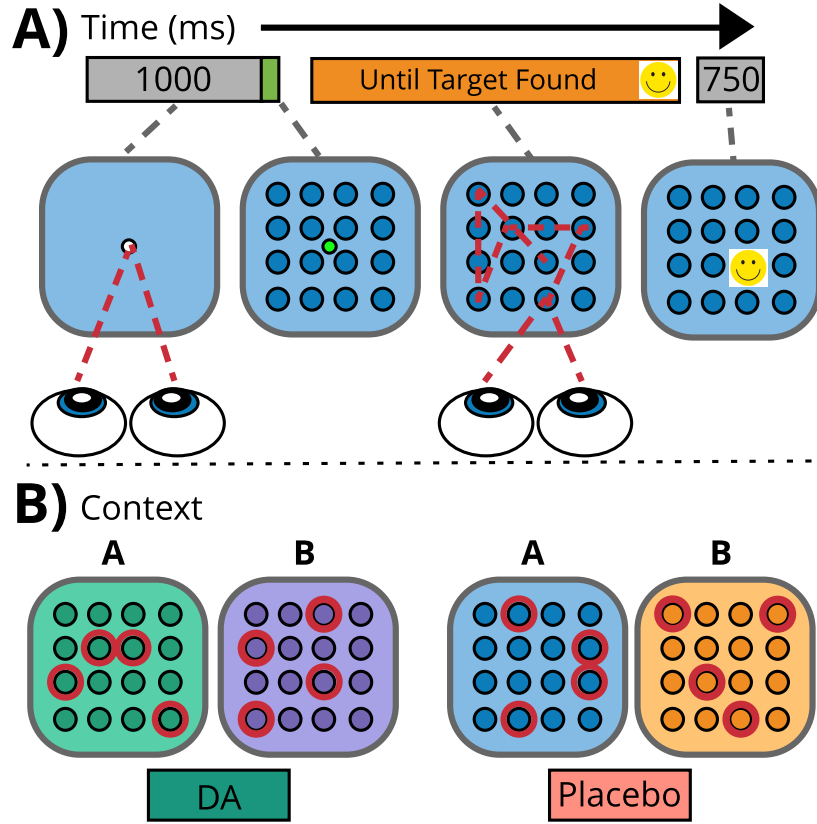 A) Time (ms)
1000
Until Target Found
750
B) Context
A B A B
DA Placebo